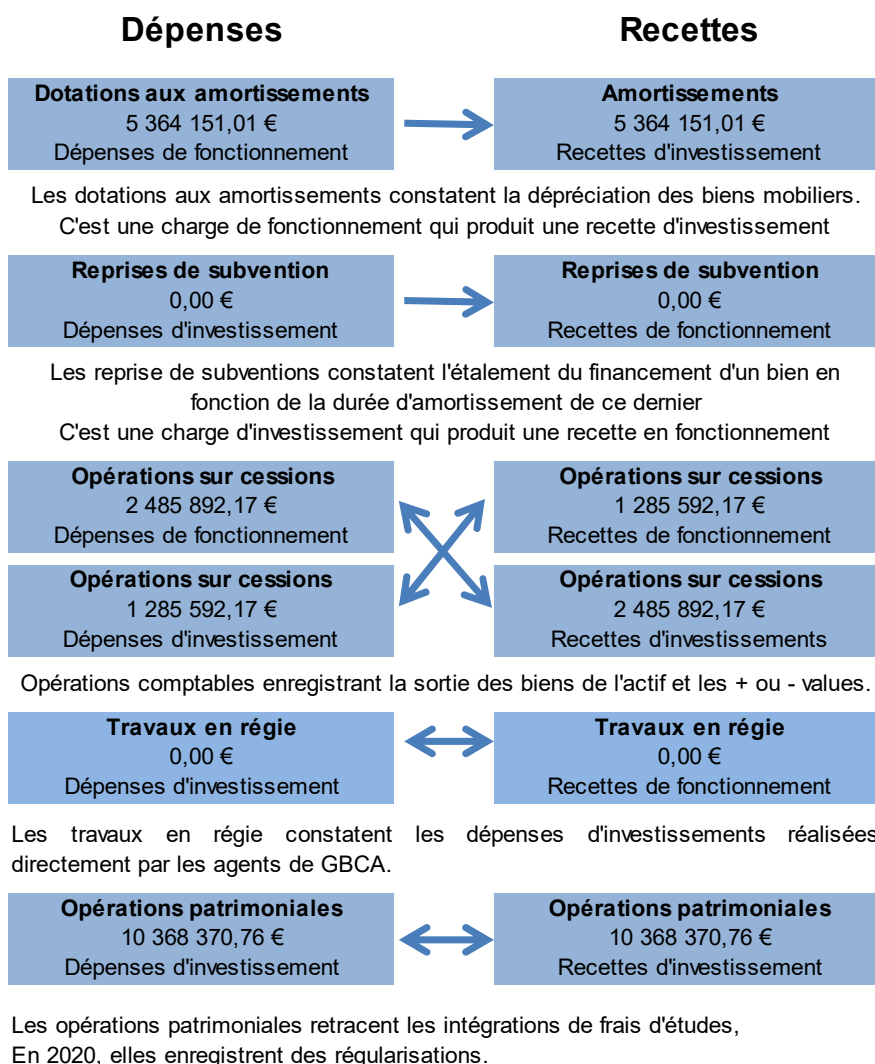 Dépenses
Recettes
Dotations aux amortissements
5 364 151,01 €
Dépenses de fonctionnement
Amortissements
5 364 151,01 €
Recettes d'investissement
Les dotations aux amortissements constatent la dépréciation des biens mobiliers.
C'est une charge de fonctionnement qui produit une recette d'investissement
Reprises de subvention
0,00 €
Dépenses d'investissement
Reprises de subvention
0,00 €
Recettes de fonctionnement
Les reprise de subventions constatent l'étalement du financement d'un bien en
fonction de la durée d'amortissement de ce dernier
C'est une charge d'investissement qui produit une recette en fonctionnement
Opérations sur cessions
2 485 892,17 €
Dépenses de fonctionnement
Opérations sur cessions
1 285 592,17 €
Recettes de fonctionnement
Opérations sur cessions
1 285 592,17 €
Dépenses d'investissement
Opérations sur cessions
2 485 892,17 €
Recettes d'investissements
Opérations comptables enregistrant la sortie des biens de l'actif et les + ou - values.
Travaux en régie
0,00 €
Dépenses d'investissement
Travaux en régie
0,00 €
Recettes de fonctionnement
Les travaux en régie constatent les dépenses d'investissements réalisées
directement par les agents de GBCA.
Opérations patrimoniales
10 368 370,76 €
Dépenses d'investissement
Opérations patrimoniales
10 368 370,76 €
Recettes d'investissement
Les opérations patrimoniales retracent les intégrations de frais d'études,
En 2020, elles enregistrent des régularisations.